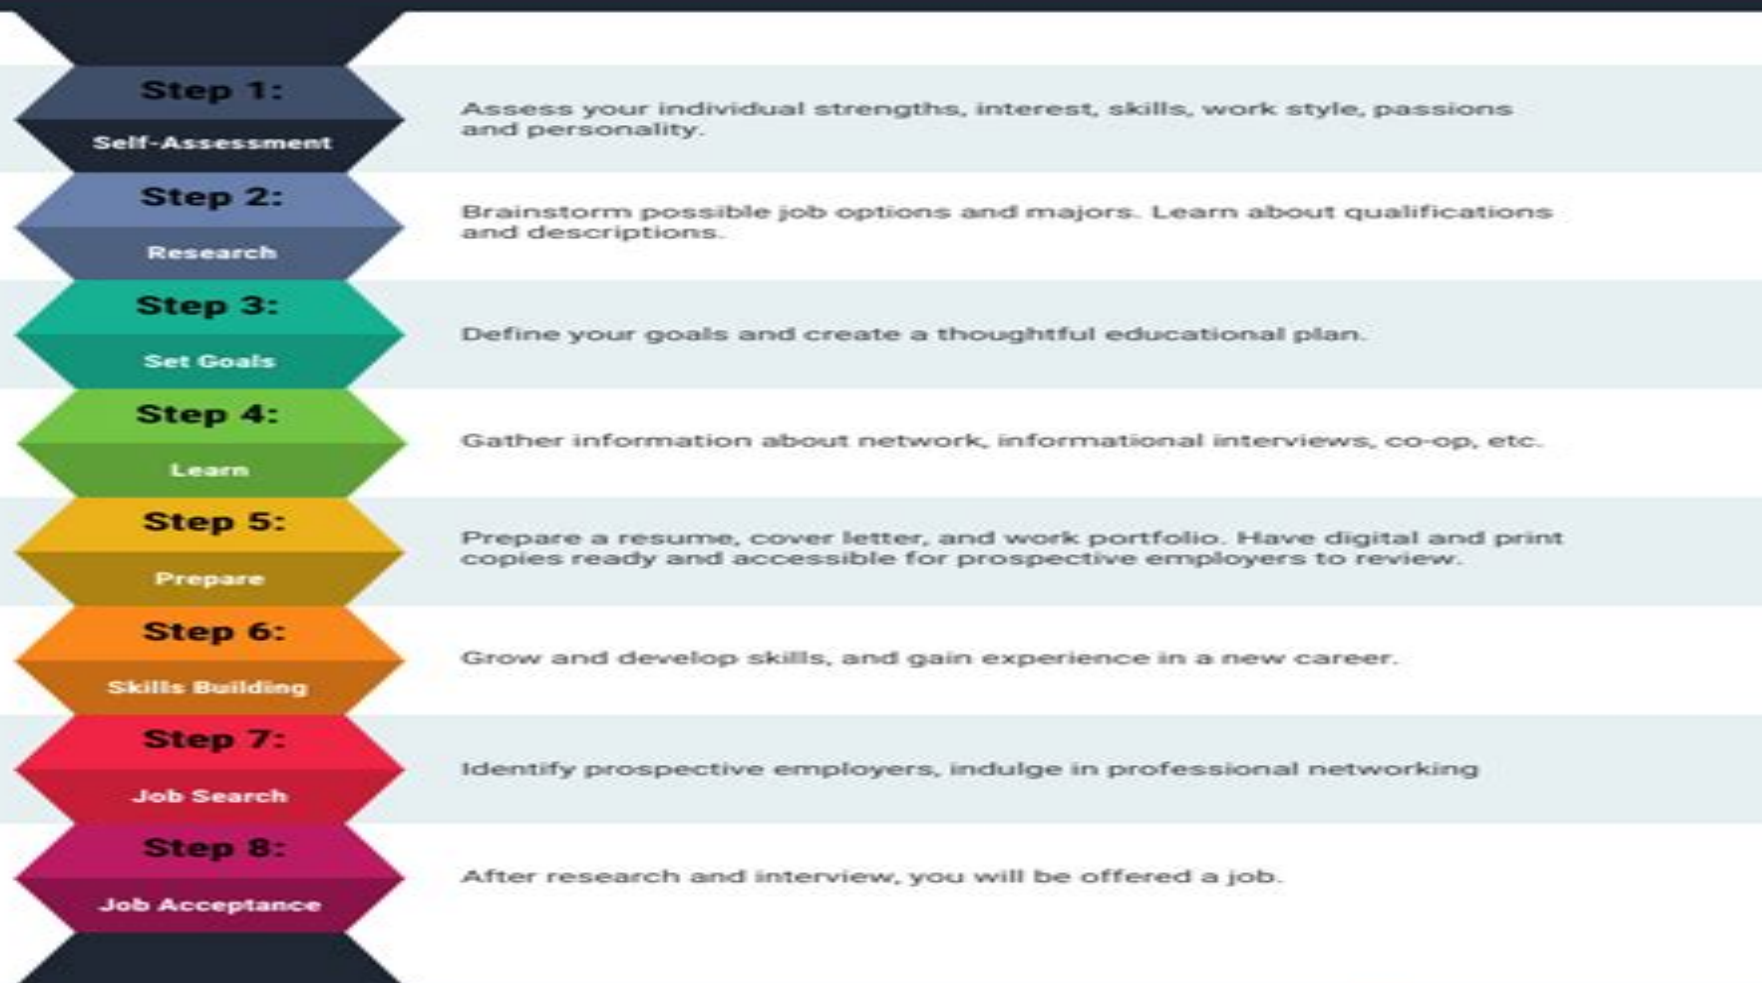 Step 1:
Self-Assessment
Assess your individual strengths, interest, skills, work style, passions
and personality.
Step 2:
Research
Brainstorm possible job options and majors. Learn about qualifications
and descriptions.
Step 3:
Set Goals
Define your goals and create a thoughtful educational plan.
Step 4:
Learn
Gather information about network, informational interviews, co-op, etc.
Step 5:
Prepare
Prepare a resume, cover letter, and work portfolio. Have digital and print
copies ready and accessible for prospective employers to review.
Step 6:
Skills Building
Grow and develop skills, and gain experience in a new career.
Step 7:
Job Search
Identify prospective employers, indulge in professional networking
Step 8:
Job Acceptance
After research and interview, you will be offered a job.